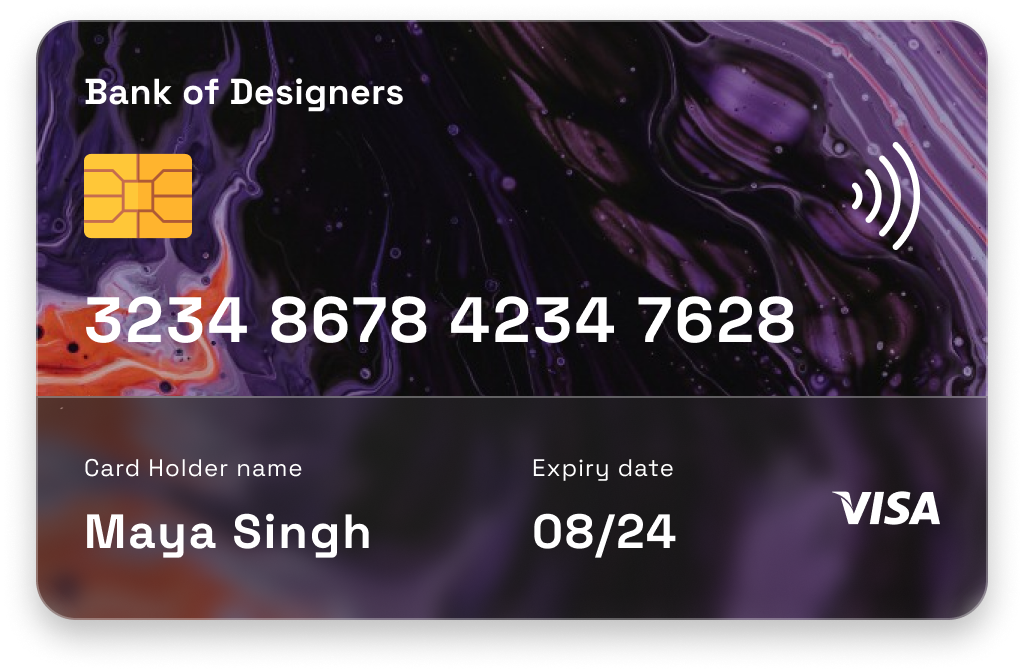 Bank of Designers
3234 8678 4234 7628
Card Holder name
Expiry date
Maya Singh
08/24
VISA